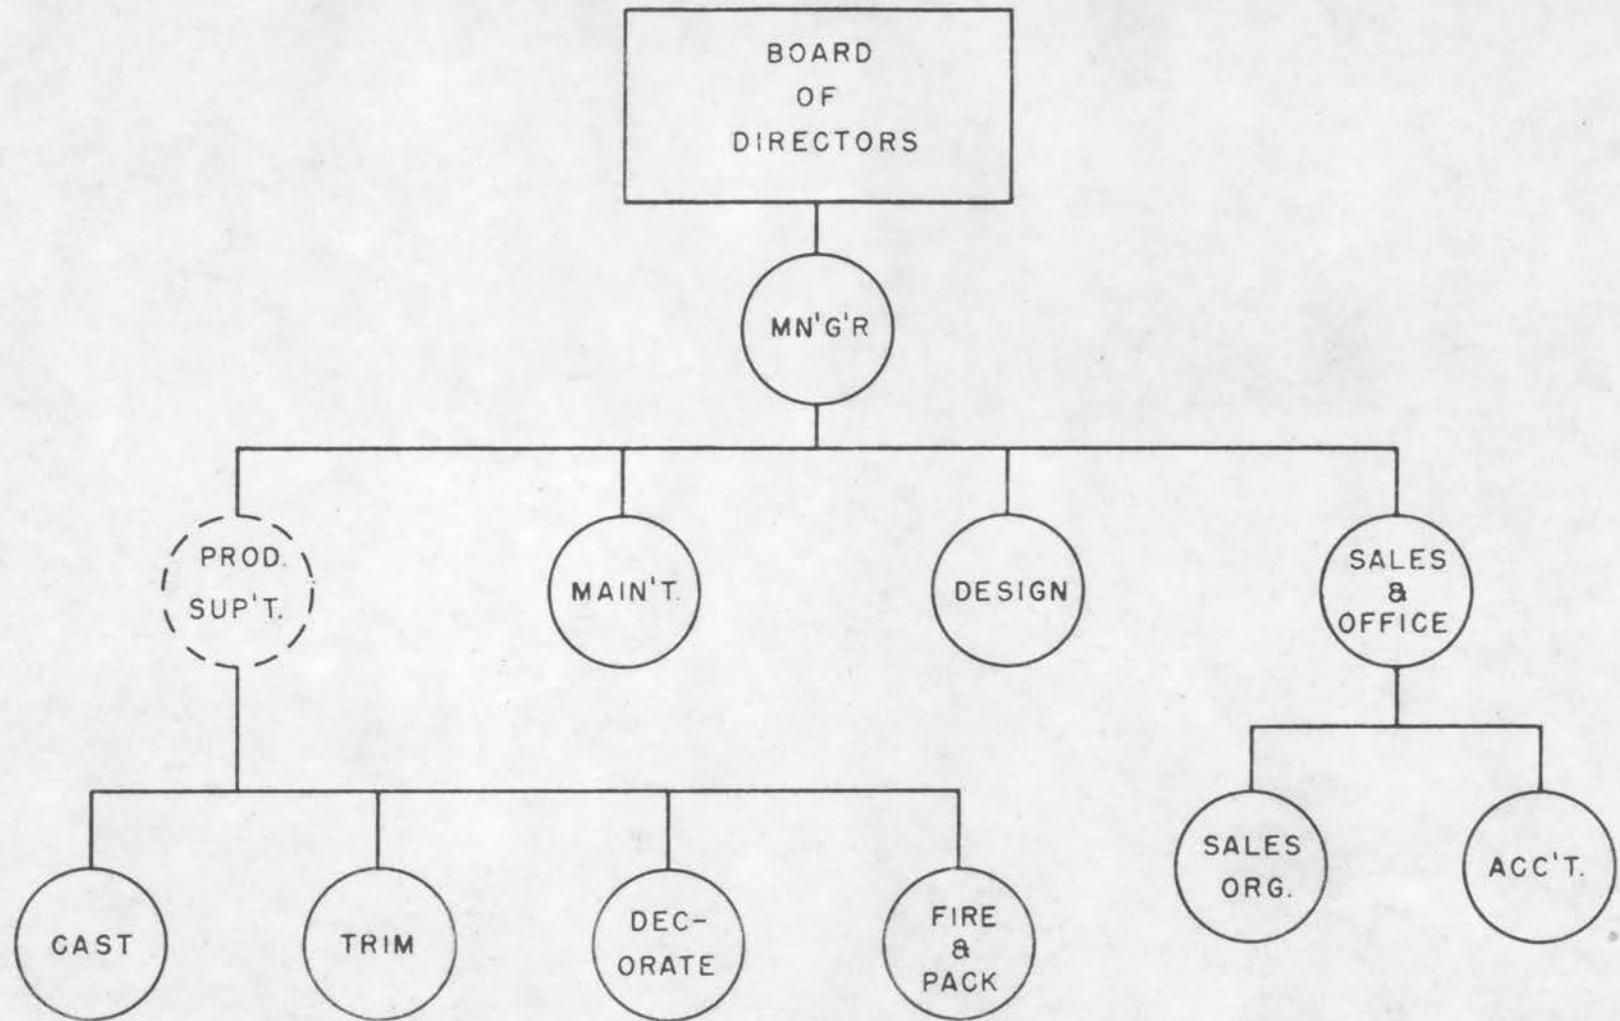 BOARD
OF
DIRECTORS
MN'G'R
PROD.
SUP'T.
MAIN'T.
DESIGN
SALES
&
OFFICE
SALES
ORG.
ACC'T.
CAST
TRIM
DEC-
ORATE
FIRE
&
PACK